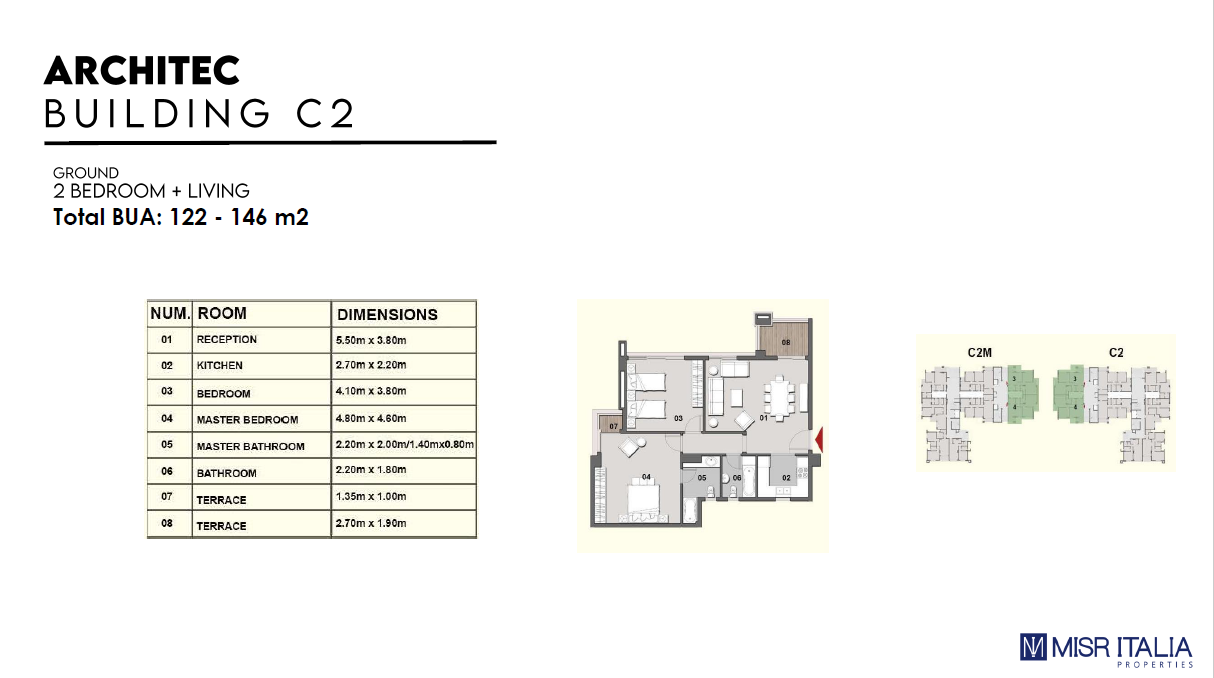 ARCHITEC
BUILDING C2
GROUND
2 BEDROOM + LIVING
Total BUA: 122 - 146 m2
NUM. ROOM DIMENSIONS
01 RECEPTION 5.50m x 3.80m
02 KITCHEN 2.70m x 2.20m
03 BEDROOM 4.10m x 3.80m
04 MASTER BEDROOM 4.80m x 4.60m
05 MASTER BATHROOM 2.20m x 2.00m/1.40mx0.80m
06 BATHROOM 2.20m x 1.80m
07 TERRACE 1.35m x 1.00m
08 TERRACE 2.70m x 1.90m
08
03 01
07
04 05 06 02
C2M C2
3 3
4 4
MISR ITALIA
PROPERTIES